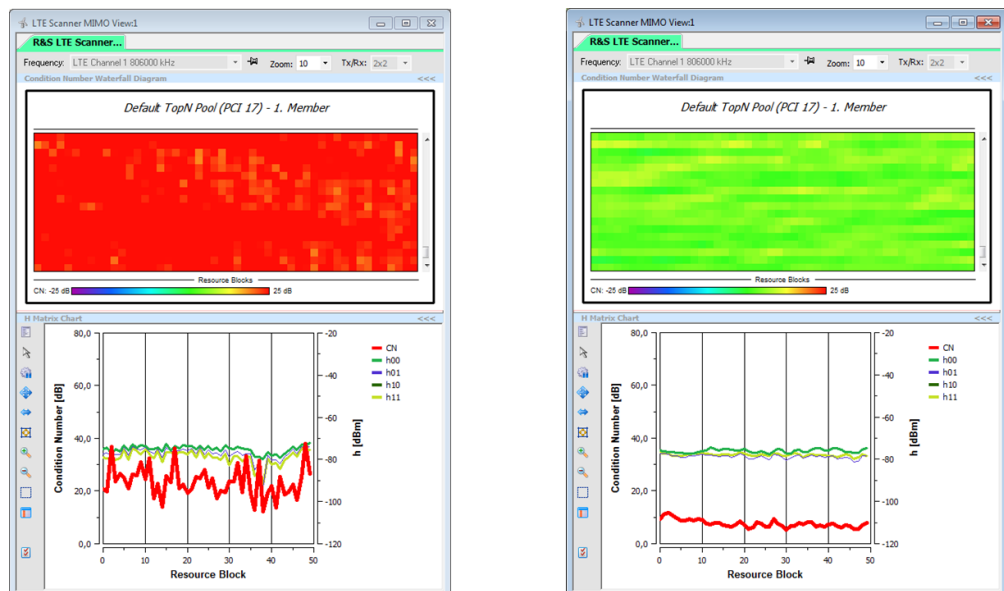 LTE Scanner MIMO View:1
R&S LTE Scanner...
Frequency: LTE Channel 1 806000 kHz Zoom: 10 Tx/Rx: 2x2
Condition Number Waterfall Diagram <<<
Default TopN Pool (PCI 17) - 1. Member
Resource Blocks
CN: -25 dB 25 dB
H Matrix Chart <<<
80,0
60,0
40,0
20,0
0,0
Condition Number [dB]
0 10 20 30 40 50
Resource Block
-20
-40
-60
-80
-100
-120
h [dBm]
CN
h00
h01
h10
h11
LTE Scanner MIMO View:1
R&S LTE Scanner...
Frequency: LTE Channel 1 806000 kHz Zoom: 10 Tx/Rx: 2x2
Condition Number Waterfall Diagram <<<
Default TopN Pool (PCI 17) - 1. Member
Resource Blocks
CN: -25 dB 25 dB
H Matrix Chart <<<
80,0
60,0
40,0
20,0
0,0
Condition Number [dB]
0 10 20 30 40 50
Resource Block
-20
-40
-60
-80
-100
-120
h [dBm]
CN
h00
h01
h10
h11